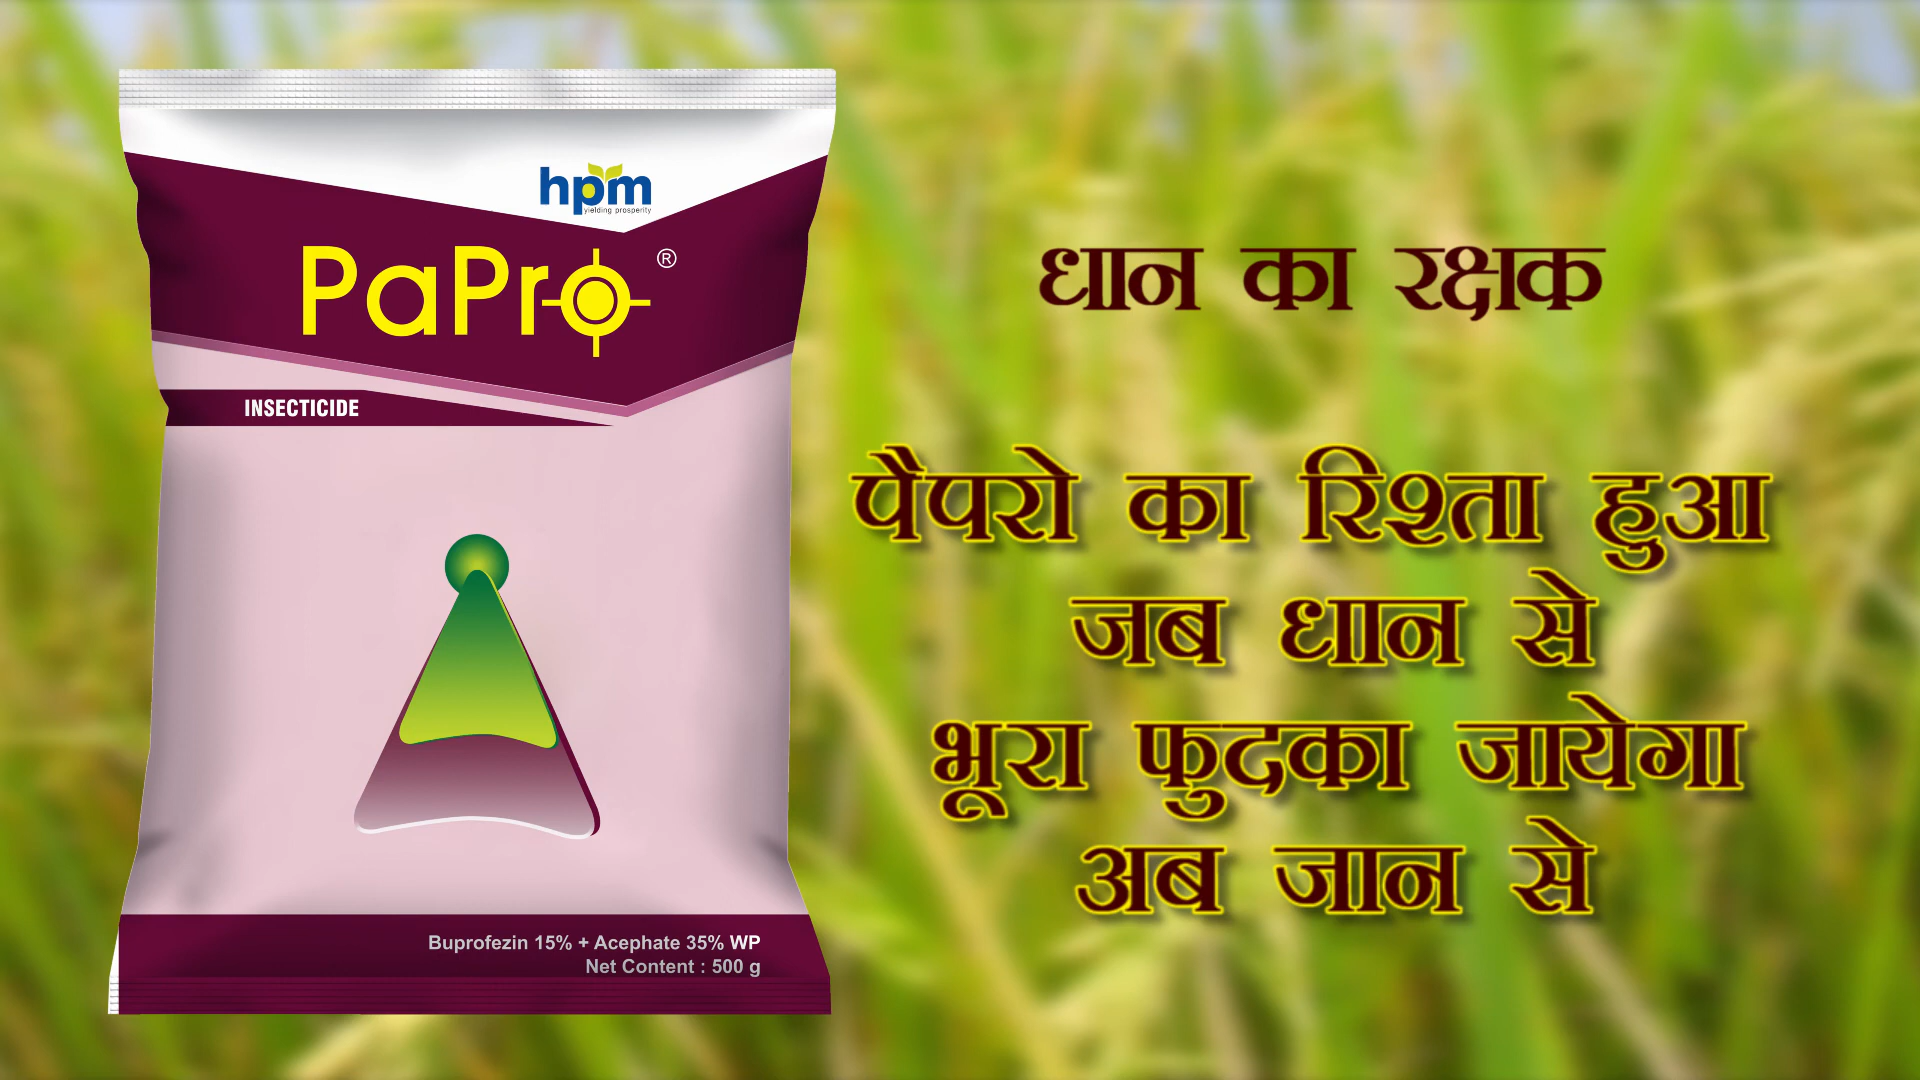 hpm
yielding prosperity
PaPro ®
INSECTICIDE
Buprofezin 15% + Acephate 35% WP
Net Content : 500 g
धान का रक्षक
पैपरो का रिश्ता हुआ
जब धान से
भूरा फुदका जायेगा
अब जान से